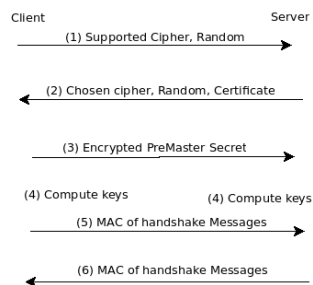 Client
Server
(1) Supported Cipher, Random
(2) Chosen cipher, Random, Certificate
(3) Encrypted PreMaster Secret
(4) Compute keys
(4) Compute keys
(5) MAC of handshake Messages
(6) MAC of handshake Messages